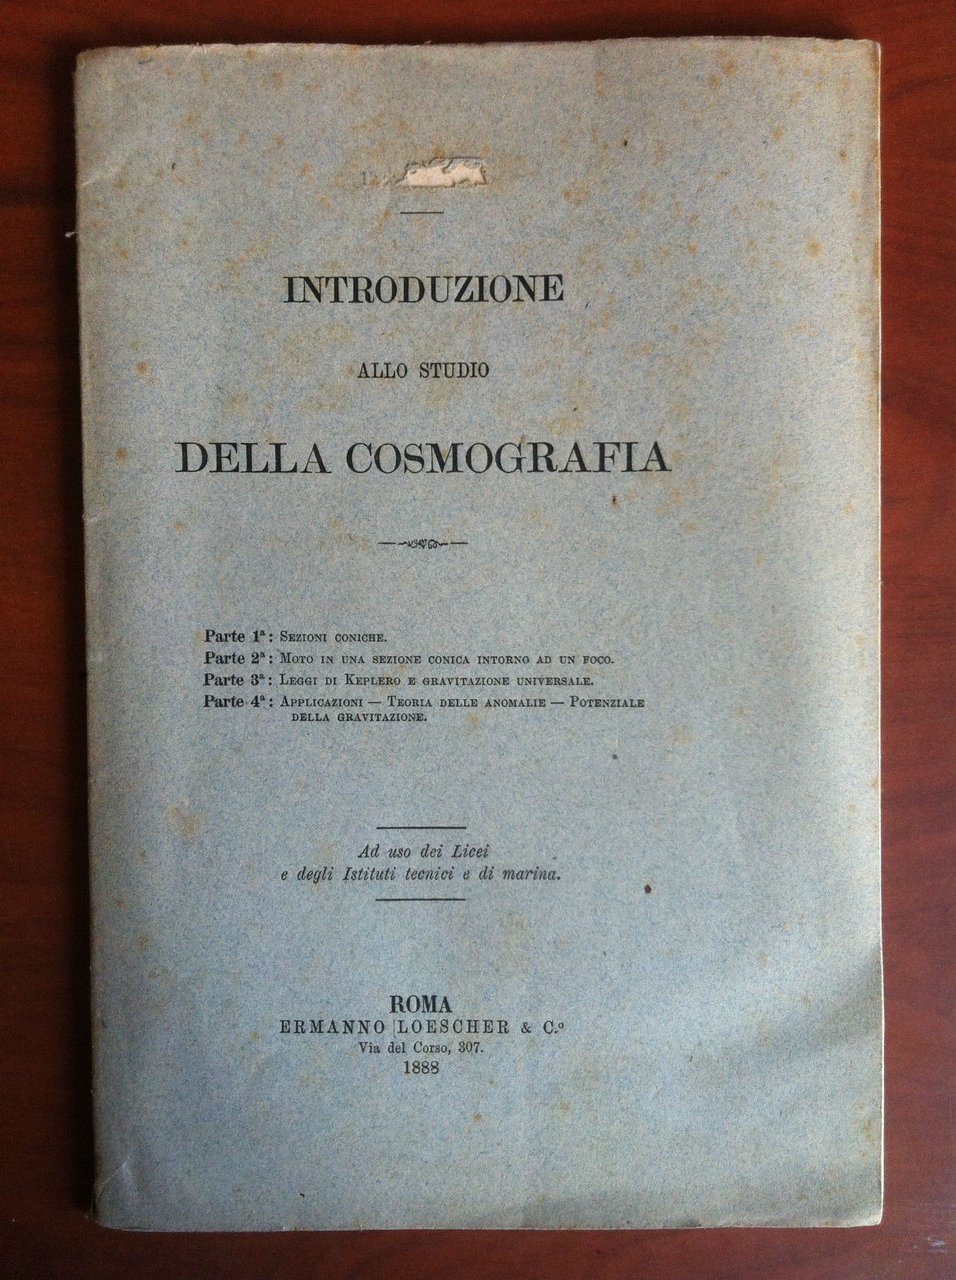 INTRODUZIONE
ALLO STUDIO
DELLA COSMOGRAFIA
Parte 1ª: Sezioni coniche.
Parte 2ª: Moto in una sezione conica intorno ad un foco.
Parte 3ª: Leggi di Keplero e gravitazione universale.
Parte 4ª: Applicazioni — Teoria delle anomalie — Potenziale
della gravitazione.
Ad uso dei Licei
e degli Istituti tecnici e di marina.
ROMA
ERMANNO LOESCHER & C.º
Via del Corso, 307.
1888